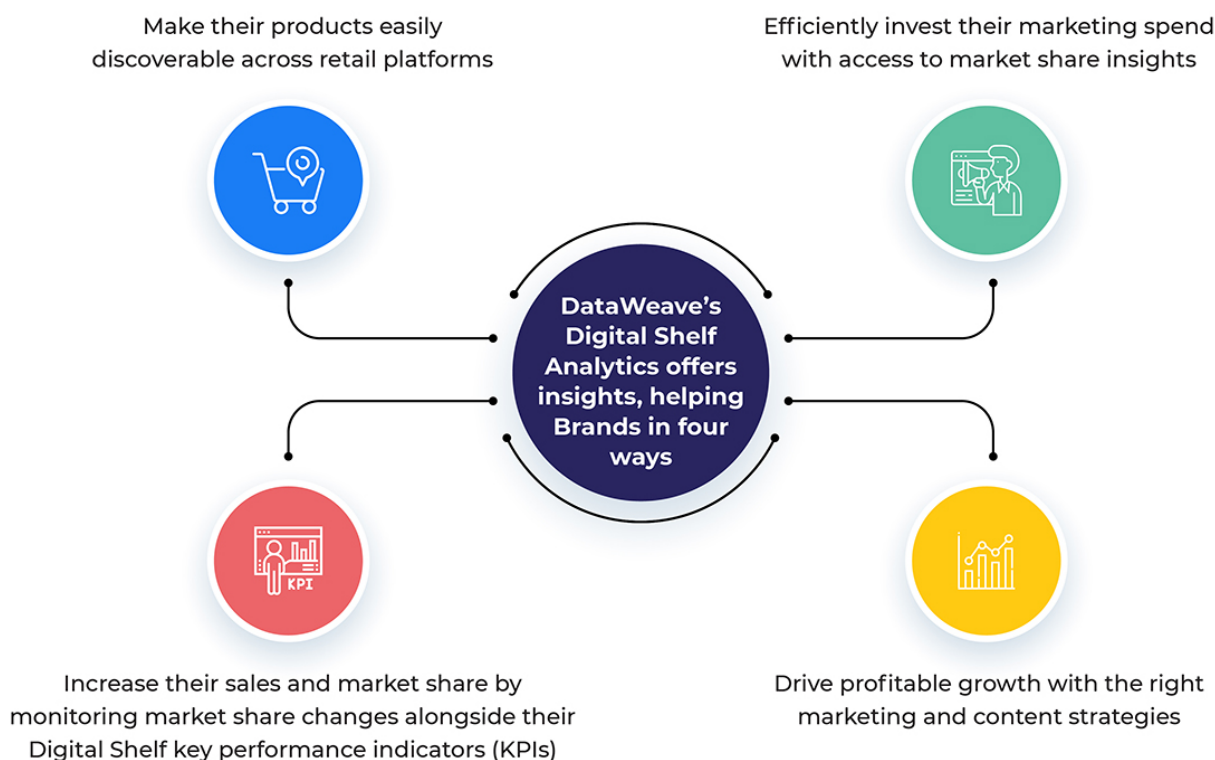 Make their products easily
discoverable across retail platforms
Efficiently invest their marketing spend
with access to market share insights
DataWeave’s
Digital Shelf
Analytics offers
insights, helping
Brands in four
ways
KPI
Increase their sales and market share by
monitoring market share changes alongside their
Digital Shelf key performance indicators (KPIs)
Drive profitable growth with the right
marketing and content strategies